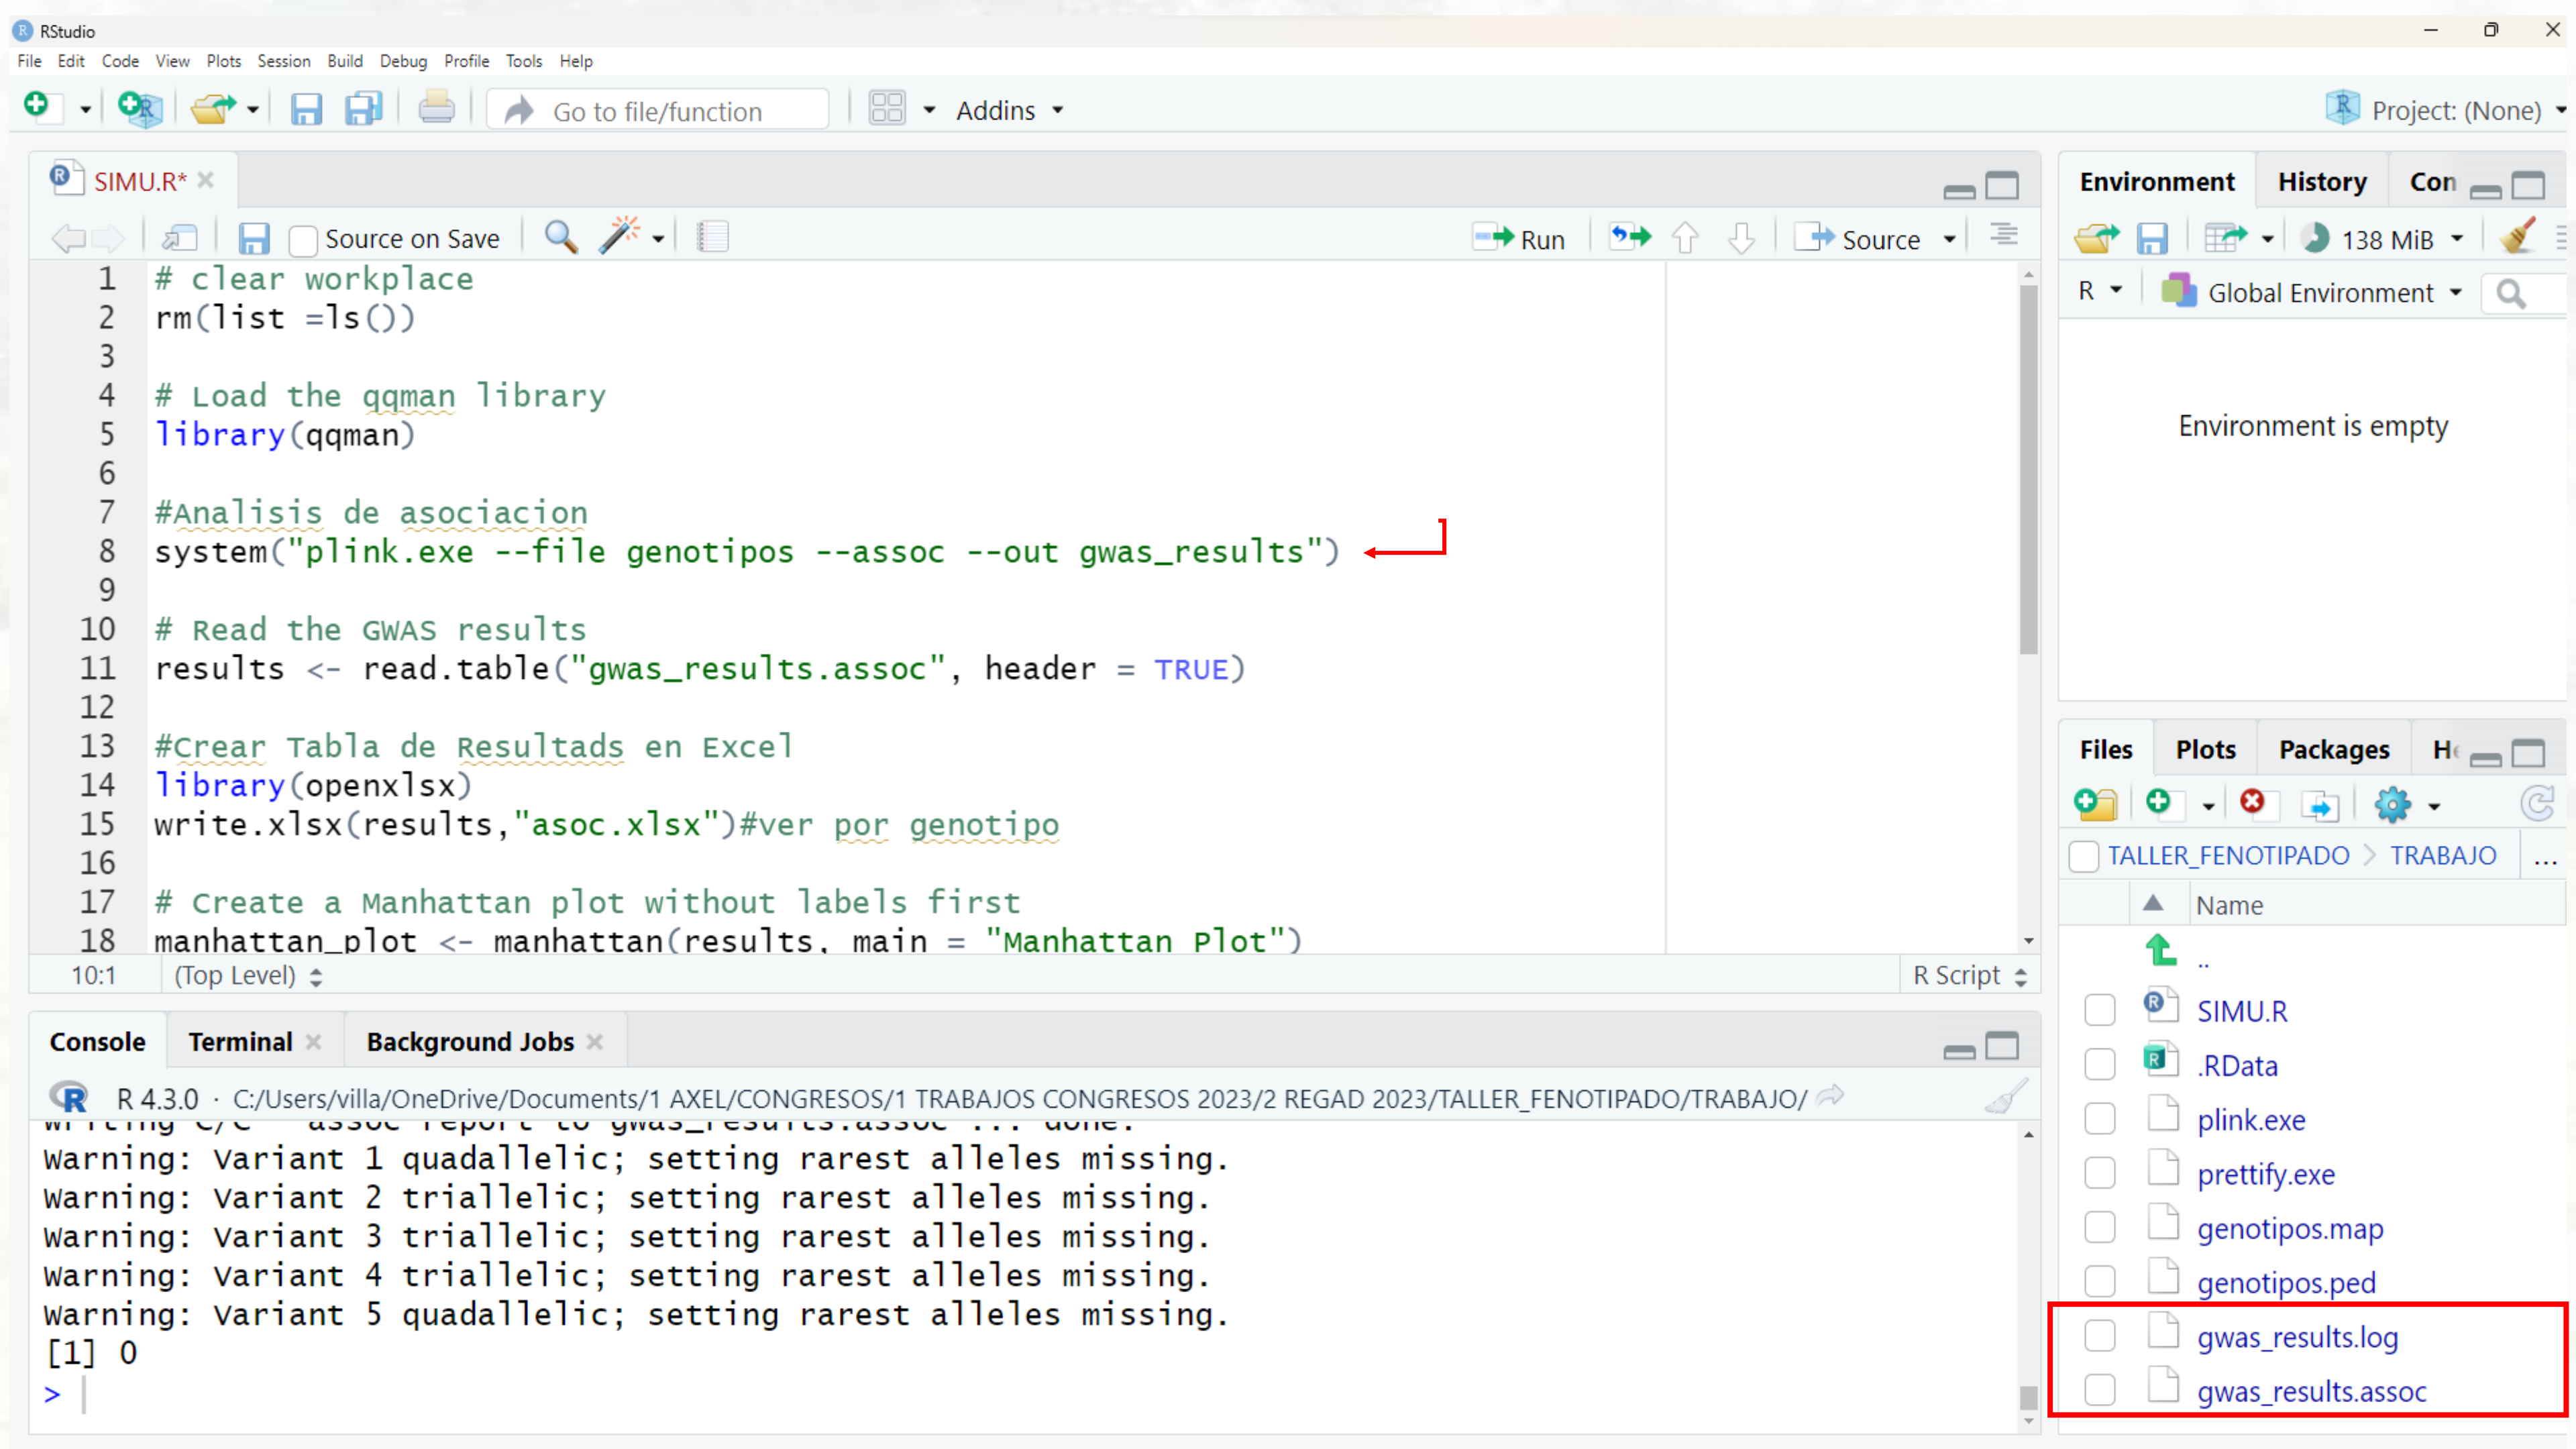 RStudio
File Edit Code View Plots Session Build Debug Profile Tools Help
Go to file/function Addins Project: (None)
SIMU.R*
Source on Save Run Source
1 # clear workplace
2 rm(list =ls())
3
4 # Load the qqman library
5 library(qqman)
6
7 #Analisis de asociacion
8 system("plink.exe --file genotipos --assoc --out gwas_results")
9
10 # Read the GWAS results
11 results <- read.table("gwas_results.assoc", header = TRUE)
12
13 #Crear Tabla de Resultads en Excel
14 library(openxlsx)
15 write.xlsx(results,"asoc.xlsx")#ver por genotipo
16
17 # Create a Manhattan plot without labels first
18 manhattan_plot <- manhattan(results, main = "Manhattan Plot")
10:1 (Top Level) R Script
Console Terminal Background Jobs
R 4.3.0 · C:/Users/villa/OneDrive/Documents/1 AXEL/CONGRESOS/1 TRABAJOS CONGRESOS 2023/2 REGAD 2023/TALLER_FENOTIPADO/TRABAJO/
Writing C/C --assoc report to gwas_results.assoc ... done.
Warning: Variant 1 quadallelic; setting rarest alleles missing.
Warning: Variant 2 triallelic; setting rarest alleles missing.
Warning: Variant 3 triallelic; setting rarest alleles missing.
Warning: Variant 4 triallelic; setting rarest alleles missing.
Warning: Variant 5 quadallelic; setting rarest alleles missing.
[1] 0
>
Environment History Con
138 MiB
R Global Environment
Environment is empty
Files Plots Packages He
TALLER_FENOTIPADO > TRABAJO ...
Name
..
SIMU.R
.RData
plink.exe
prettify.exe
genotipos.map
genotipos.ped
gwas_results.log
gwas_results.assoc